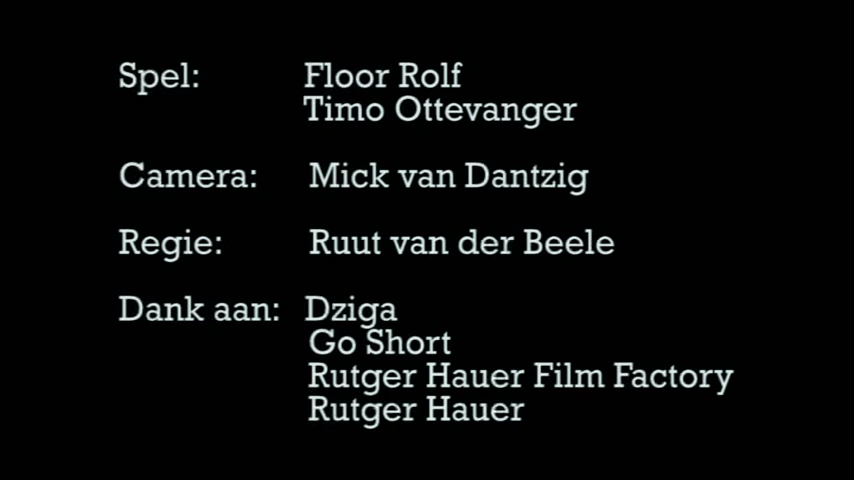 Spel: Floor Rolf
Timo Ottevanger
Camera: Mick van Dantzig
Regie: Ruut van der Beele
Dank aan: Dziga
Go Short
Rutger Hauer Film Factory
Rutger Hauer